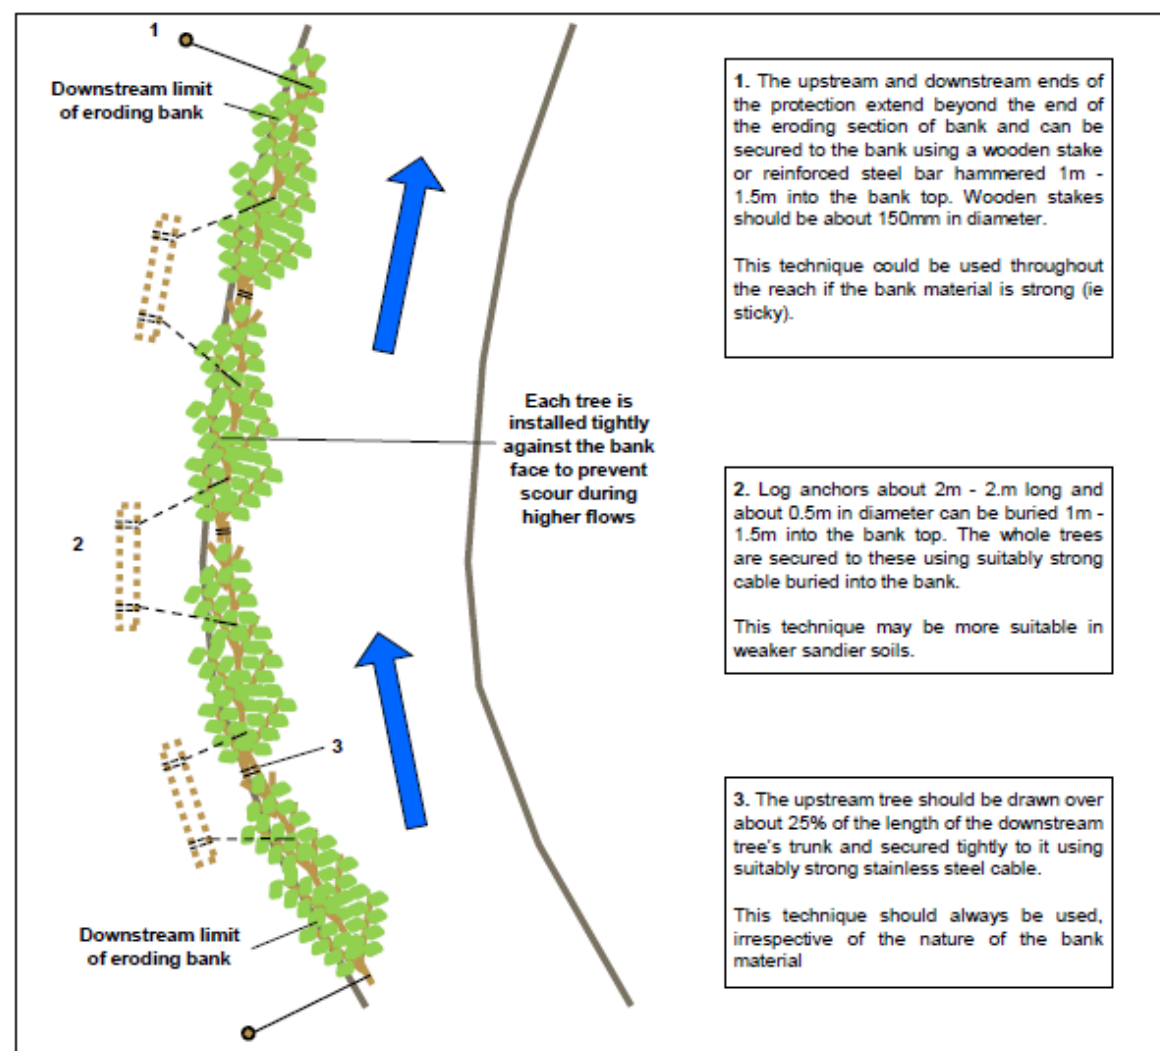 1
Downstream limit
of eroding bank
1. The upstream and downstream ends of
the protection extend beyond the end of
the eroding section of bank and can be
secured to the bank using a wooden stake
or reinforced steel bar hammered 1m -
1.5m into the bank top. Wooden stakes
should be about 150mm in diameter.
This technique could be used throughout
the reach if the bank material is strong (ie
sticky).
Each tree is
installed tightly
against the bank
face to prevent
scour during
higher flows
2
2. Log anchors about 2m - 2.m long and
about 0.5m in diameter can be buried 1m -
1.5m into the bank top. The whole trees
are secured to these using suitably strong
cable buried into the bank.
This technique may be more suitable in
weaker sandier soils.
3
3. The upstream tree should be drawn over
about 25% of the length of the downstream
tree's trunk and secured tightly to it using
suitably strong stainless steel cable.
This technique should always be used,
irrespective of the nature of the bank
material
Downstream limit
of eroding bank